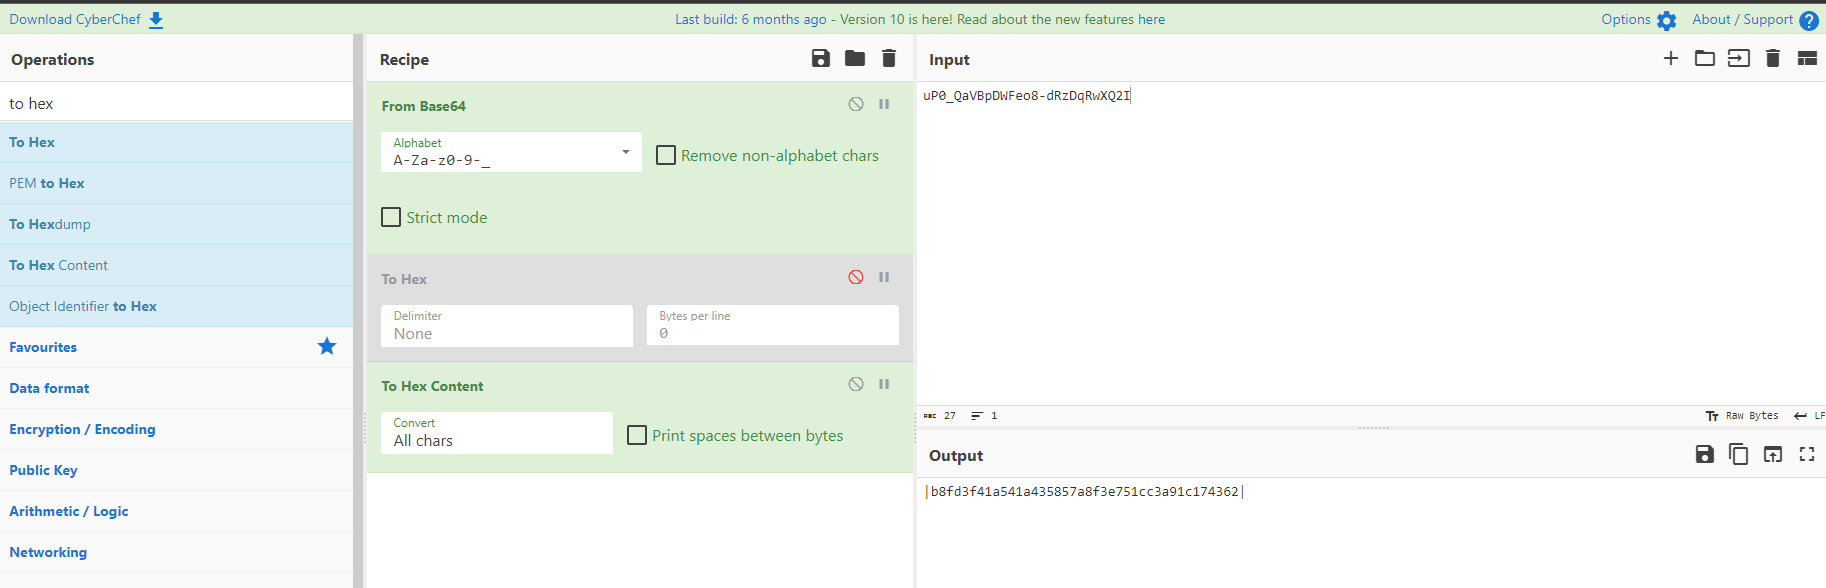 Download CyberChef
Last build: 6 months ago - Version 10 is here! Read about the new features here
Options
About / Support
Operations
to hex
To Hex
PEM to Hex
To Hexdump
To Hex Content
Object Identifier to Hex
Favourites
Data format
Encryption / Encoding
Public Key
Arithmetic / Logic
Networking
Recipe
From Base64
Alphabet
A-Za-z0-9-_
Remove non-alphabet chars
Strict mode
To Hex
Delimiter
None
Bytes per line
0
To Hex Content
Convert
All chars
Print spaces between bytes
Input
uP0_QaVBpDWFeo8-dRzDqRwXQ2I
ABC 27
1
Tт Raw Bytes
LF
Output
|b8fd3f41a541a435857a8f3e751cc3a91c174362|